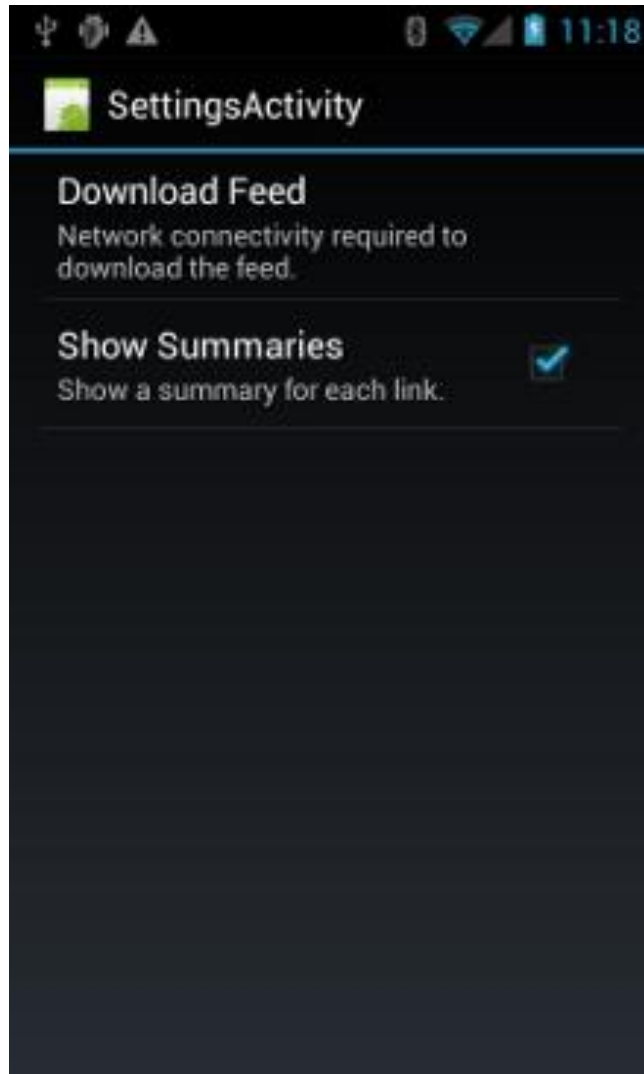 11:18
SettingsActivity
Download Feed
Network connectivity required to
download the feed.
Show Summaries
Show a summary for each link.